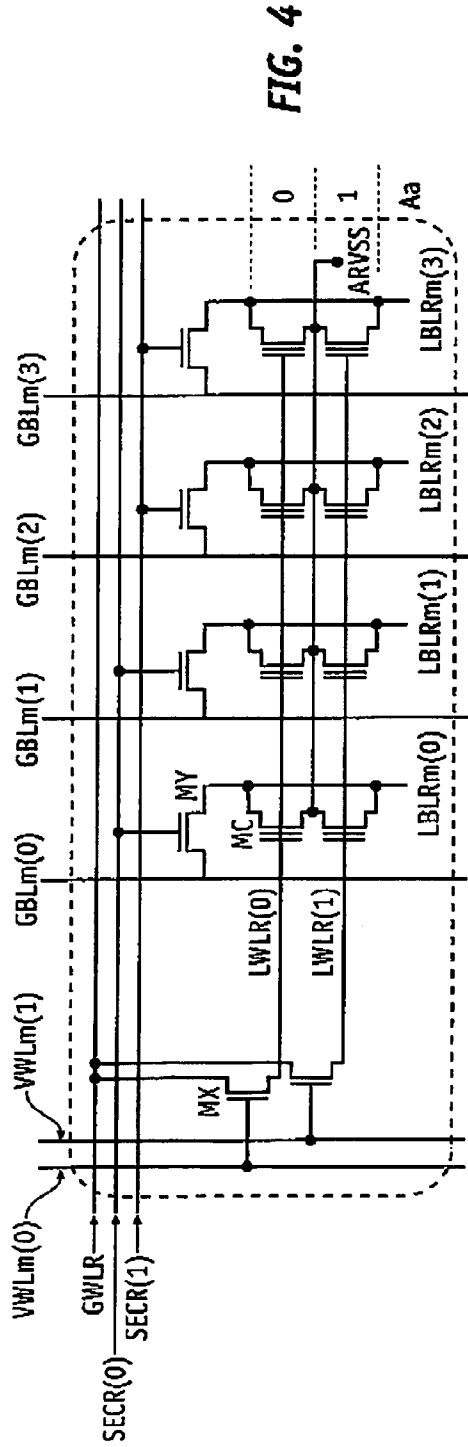 FIG. 4
VWLm(0)
VWLm(1)
GBLm(0)
GBLm(1)
GBLm(2)
GBLm(3)
GWLR
SECR(0)
SECR(1)
MX
MY
MC
LWLR(0)
LWLR(1)
ARVSS
0
1
Aa
LBLRm(0)
LBLRm(1)
LBLRm(2)
LBLRm(3)